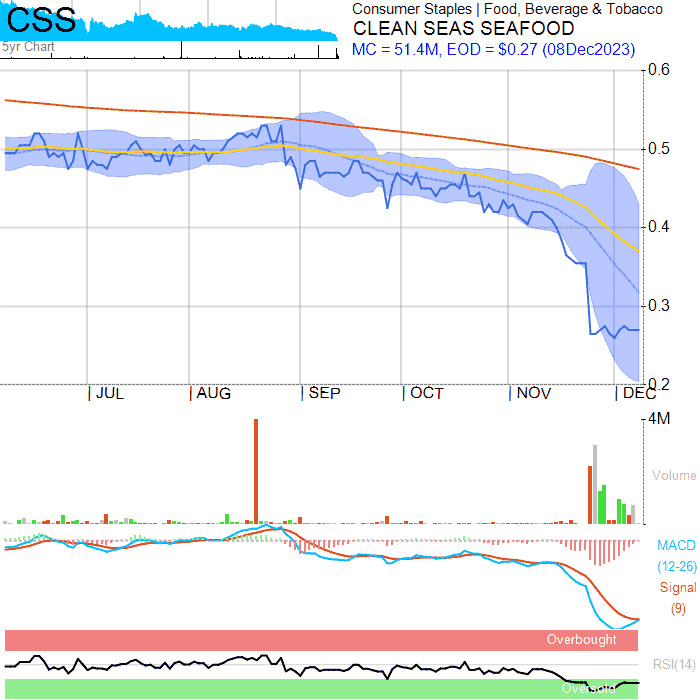 CSS
5yr Chart
Consumer Staples | Food, Beverage & Tobacco
CLEAN SEAS SEAFOOD
MC = 51.4M, EOD = $0.27 (08Dec2023)
0.6
0.5
0.4
0.3
0.2
JUL AUG SEP OCT NOV DEC
4M
Volume
MACD
(12-26)
Signal
(9)
Overbought
RSI(14)
Oversold